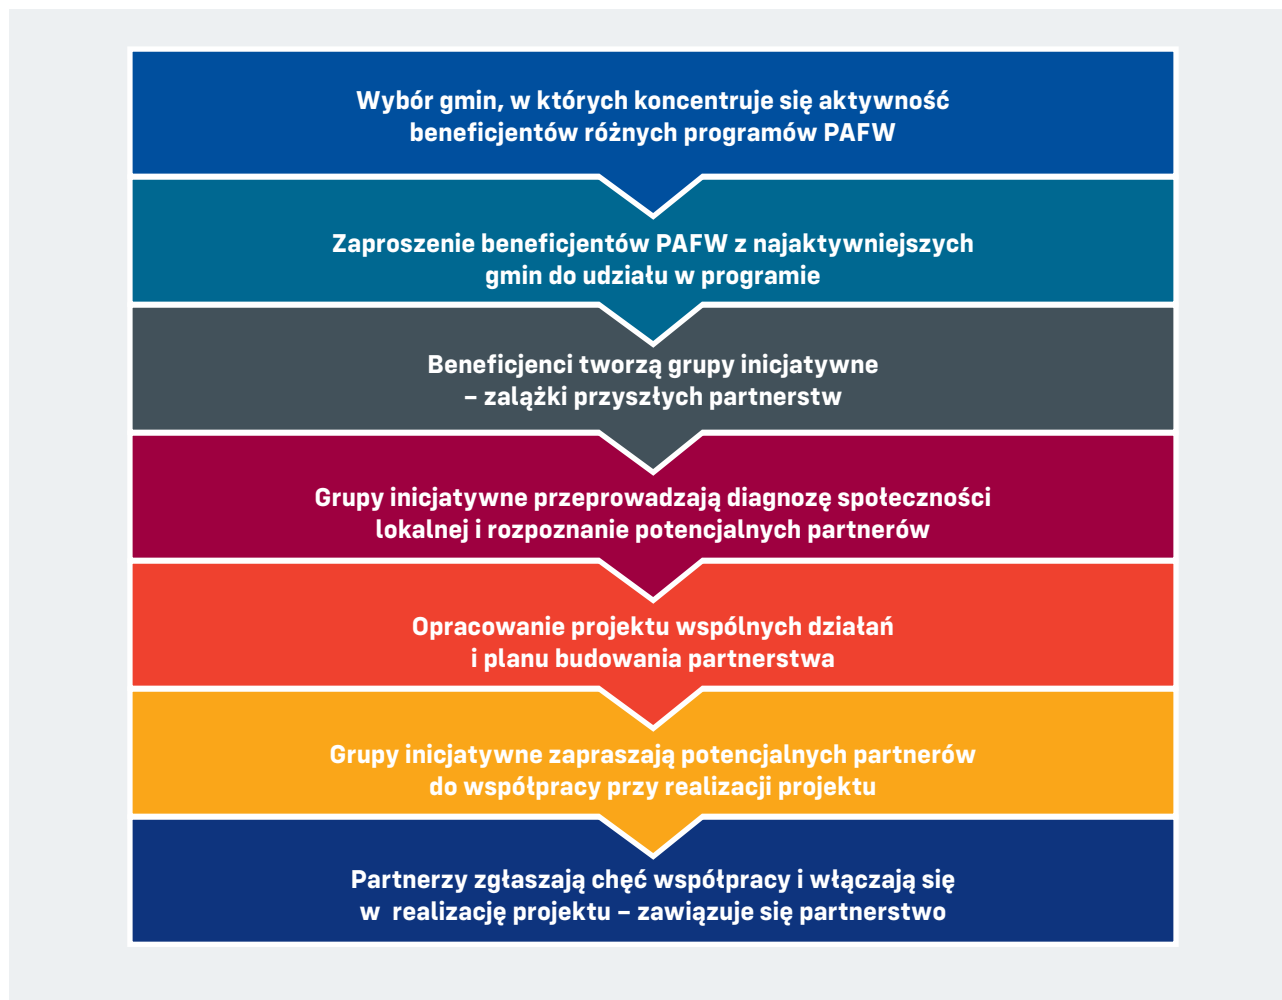 Wybór gmin, w których koncentruje się aktywność
beneficjentów różnych programów PAFW
Zaproszenie beneficjentów PAFW z najaktywniejszych
gmin do udziału w programie
Beneficjenci tworzą grupy inicjatywne
– zalążki przyszłych partnerstw
Grupy inicjatywne przeprowadzają diagnozę społeczności
lokalnej i rozpoznanie potencjalnych partnerów
Opracowanie projektu wspólnych działań
i planu budowania partnerstwa
Grupy inicjatywne zapraszają potencjalnych partnerów
do współpracy przy realizacji projektu
Partnerzy zgłaszają chęć współpracy i włączają się
w realizację projektu – zawiązuje się partnerstwo